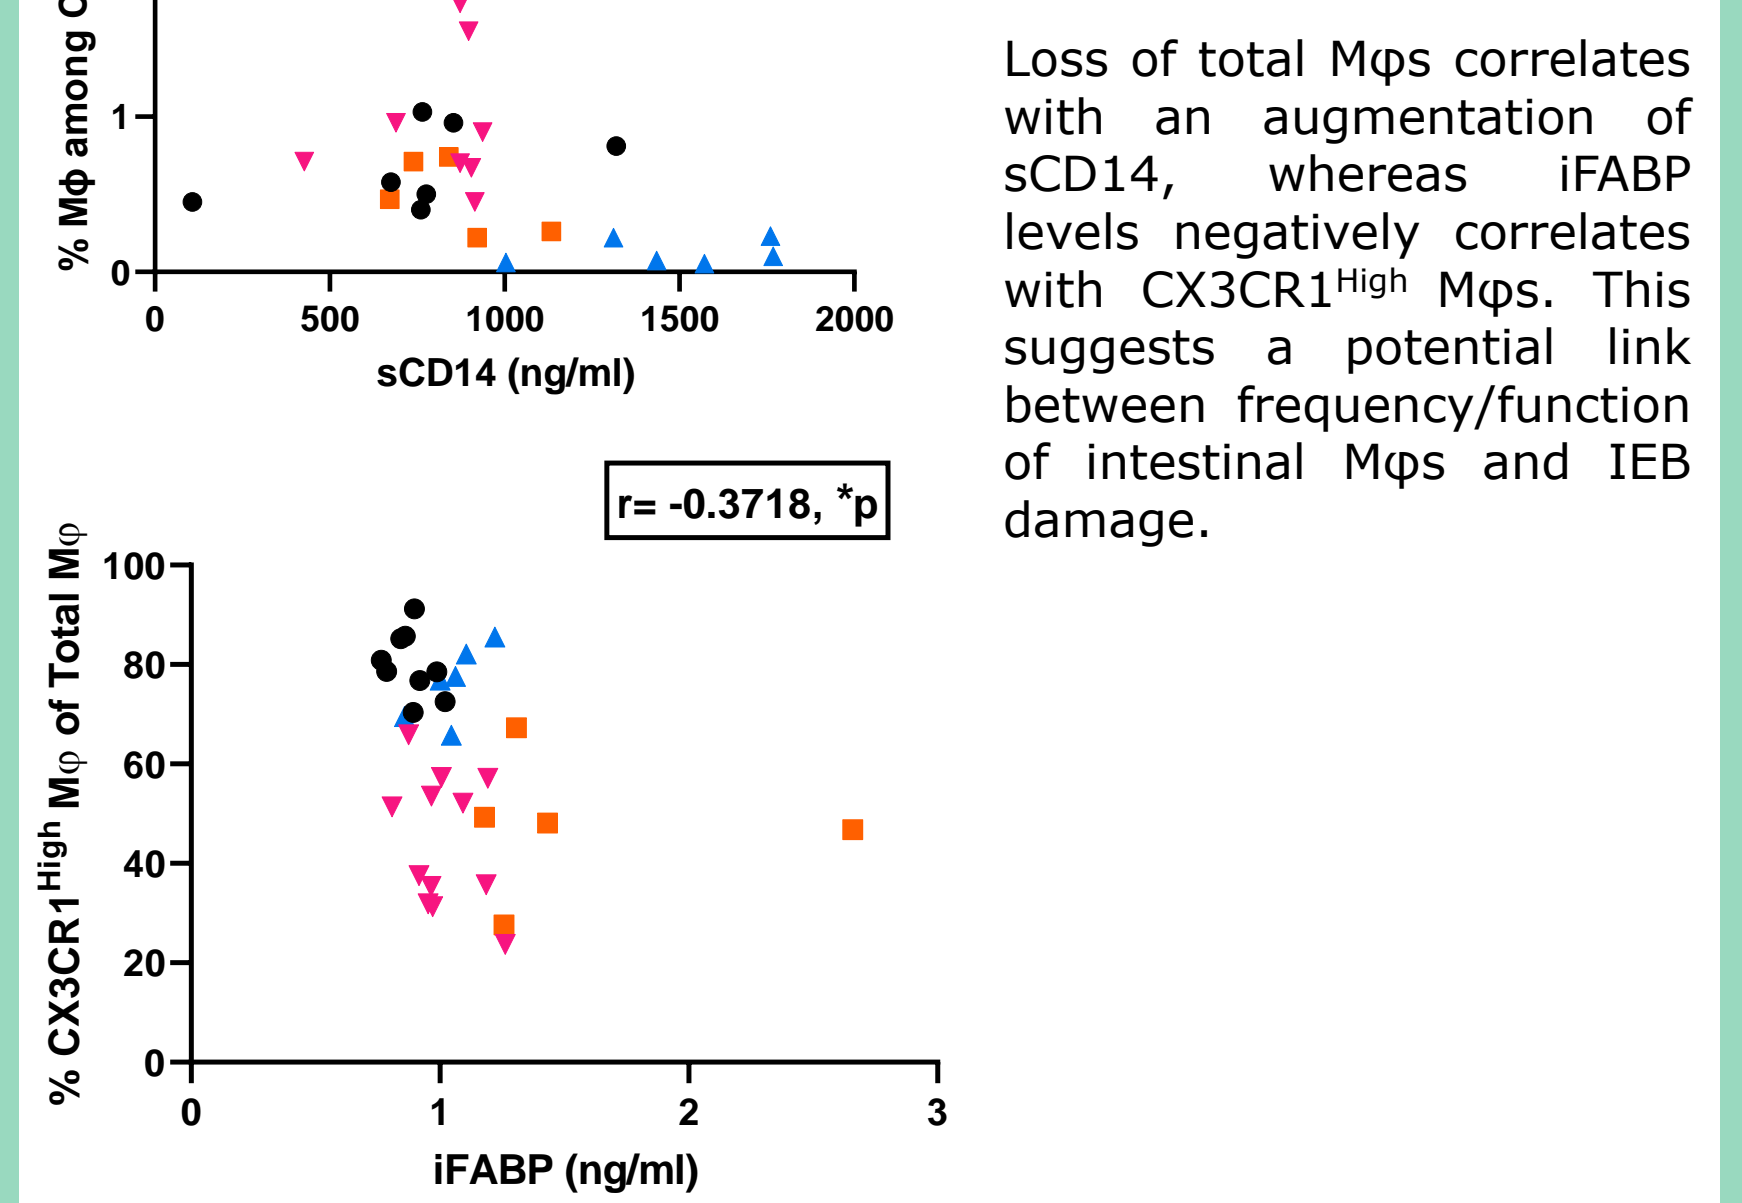 % Mф among
1
0
0 500 1000 1500 2000
sCD14 (ng/ml)
Loss of total Mφs correlates
with an augmentation of
sCD14, whereas iFABP
levels negatively correlates
with CX3CR1High Mφs. This
suggests a potential link
between frequency/function
of intestinal Mφs and IEB
damage.
r= -0.3718, *p
% CX3CR1High Mφ of Total Mφ
100
80
60
40
20
0
0 1 2 3
iFABP (ng/ml)